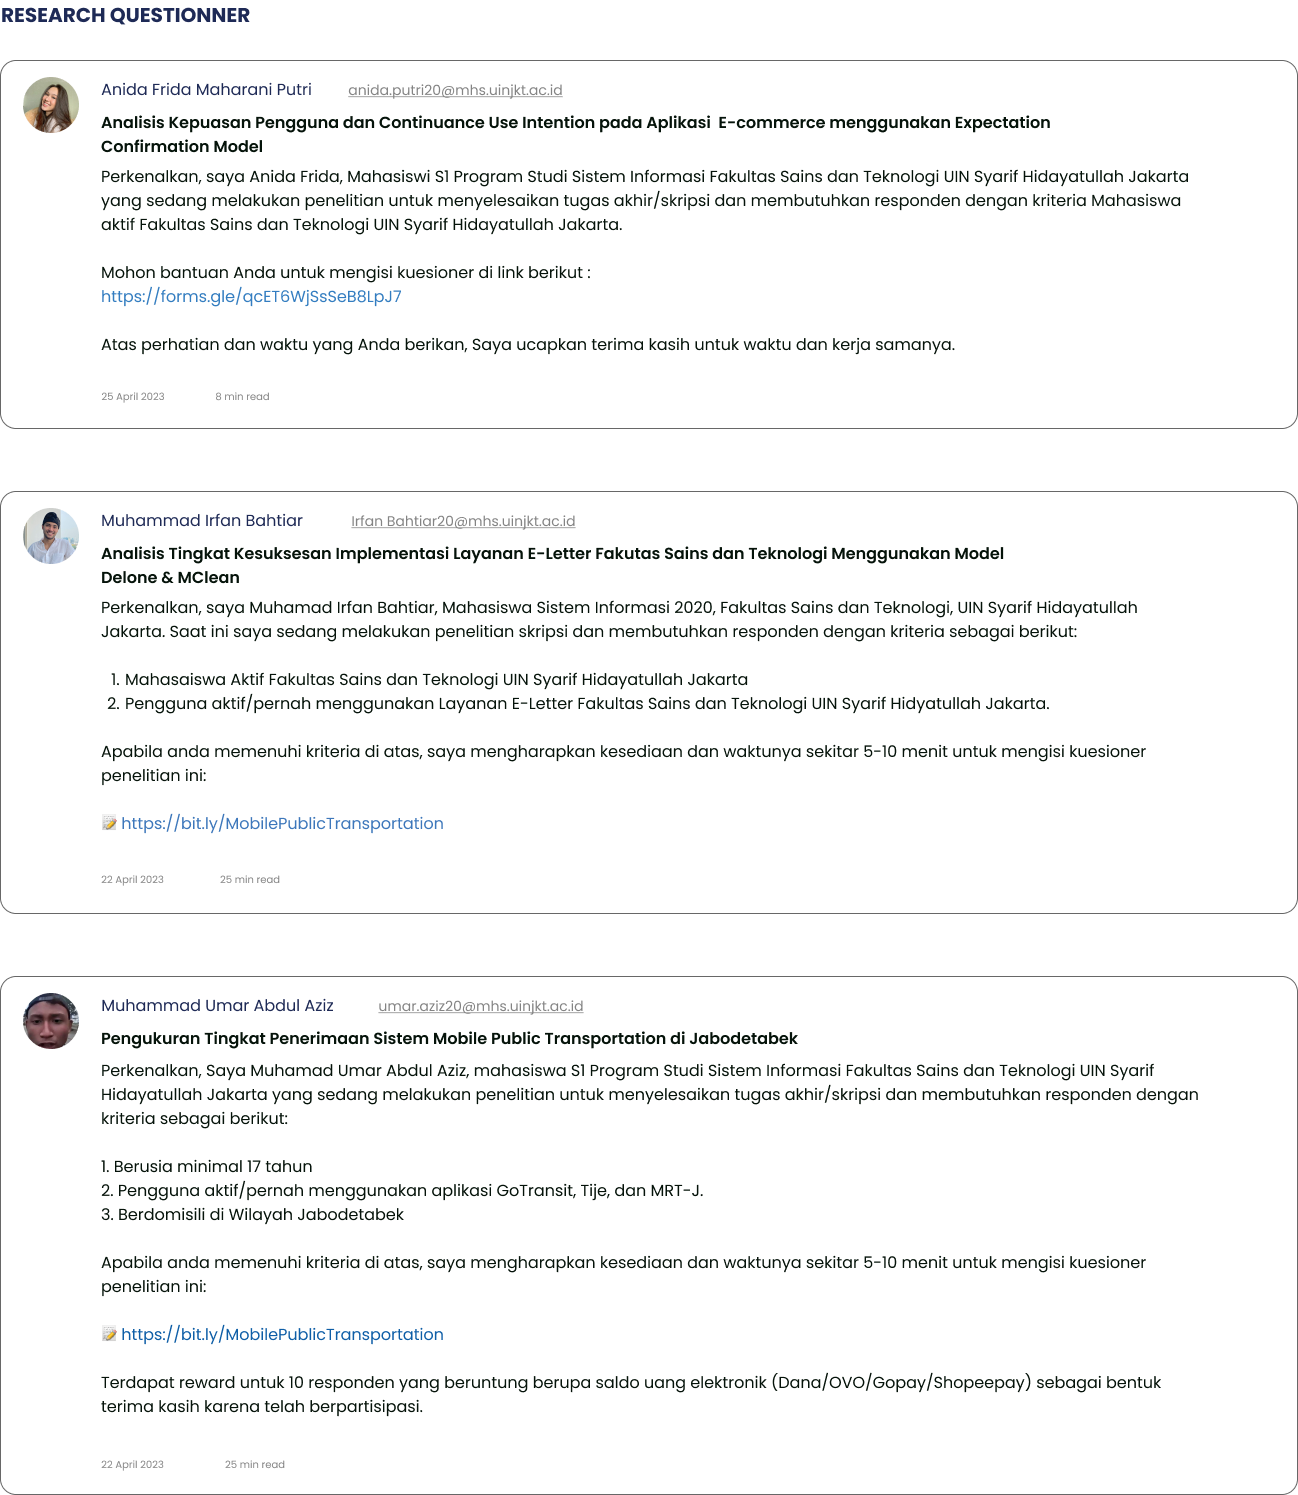 RESEARCH QUESTIONNER
Anida Frida Maharani Putri anida.putri20@mhs.uinjkt.ac.id
Analisis Kepuasan Pengguna dan Continuance Use Intention pada Aplikasi E-commerce menggunakan Expectation
Confirmation Model
Perkenalkan, saya Anida Frida, Mahasiswi S1 Program Studi Sistem Informasi Fakultas Sains dan Teknologi UIN Syarif Hidayatullah Jakarta
yang sedang melakukan penelitian untuk menyelesaikan tugas akhir/skripsi dan membutuhkan responden dengan kriteria Mahasiswa
aktif Fakultas Sains dan Teknologi UIN Syarif Hidayatullah Jakarta.
Mohon bantuan Anda untuk mengisi kuesioner di link berikut :
https://forms.gle/qcET6WjSsSeB8LpJ7
Atas perhatian dan waktu yang Anda berikan, Saya ucapkan terima kasih untuk waktu dan kerja samanya.
25 April 2023 8 min read
Muhammad Irfan Bahtiar Irfan Bahtiar20@mhs.uinjkt.ac.id
Analisis Tingkat Kesuksesan Implementasi Layanan E-Letter Fakutas Sains dan Teknologi Menggunakan Model
Delone & MClean
Perkenalkan, saya Muhamad Irfan Bahtiar, Mahasiswa Sistem Informasi 2020, Fakultas Sains dan Teknologi, UIN Syarif Hidayatullah
Jakarta. Saat ini saya sedang melakukan penelitian skripsi dan membutuhkan responden dengan kriteria sebagai berikut:
1. Mahasaiswa Aktif Fakultas Sains dan Teknologi UIN Syarif Hidayatullah Jakarta
2. Pengguna aktif/pernah menggunakan Layanan E-Letter Fakultas Sains dan Teknologi UIN Syarif Hidyatullah Jakarta.
Apabila anda memenuhi kriteria di atas, saya mengharapkan kesediaan dan waktunya sekitar 5-10 menit untuk mengisi kuesioner
penelitian ini:
📝 https://bit.ly/MobilePublicTransportation
22 April 2023 25 min read
Muhammad Umar Abdul Aziz umar.aziz20@mhs.uinjkt.ac.id
Pengukuran Tingkat Penerimaan Sistem Mobile Public Transportation di Jabodetabek
Perkenalkan, Saya Muhamad Umar Abdul Aziz, mahasiswa S1 Program Studi Sistem Informasi Fakultas Sains dan Teknologi UIN Syarif
Hidayatullah Jakarta yang sedang melakukan penelitian untuk menyelesaikan tugas akhir/skripsi dan membutuhkan responden dengan
kriteria sebagai berikut:
1. Berusia minimal 17 tahun
2. Pengguna aktif/pernah menggunakan aplikasi GoTransit, Tije, dan MRT-J.
3. Berdomisili di Wilayah Jabodetabek
Apabila anda memenuhi kriteria di atas, saya mengharapkan kesediaan dan waktunya sekitar 5-10 menit untuk mengisi kuesioner
penelitian ini:
📝 https://bit.ly/MobilePublicTransportation
Terdapat reward untuk 10 responden yang beruntung berupa saldo uang elektronik (Dana/OVO/Gopay/Shopeepay) sebagai bentuk
terima kasih karena telah berpartisipasi.
22 April 2023 25 min read